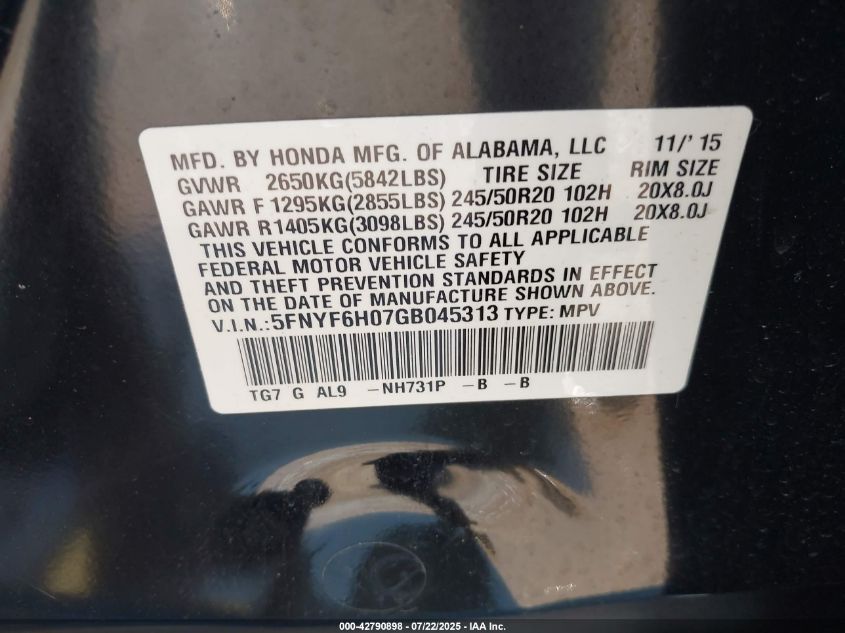 MFD. BY HONDA MFG. OF ALABAMA, LLC 11/' 15
GVWR 2650KG(5842LBS) TIRE SIZE RIM SIZE
GAWR F 1295KG(2855LBS) 245/50R20 102H 20X8.0J
GAWR R1405KG(3098LBS) 245/50R20 102H 20X8.0J
THIS VEHICLE CONFORMS TO ALL APPLICABLE
FEDERAL MOTOR VEHICLE SAFETY
AND THEFT PREVENTION STANDARDS IN EFFECT
ON THE DATE OF MANUFACTURE SHOWN ABOVE.
V.I.N.:5FNYF6H07GB045313 TYPE: MPV
TG7 G AL9 -NH731P -B -B
000-42790898 - 07/22/2025 - IAA Inc.